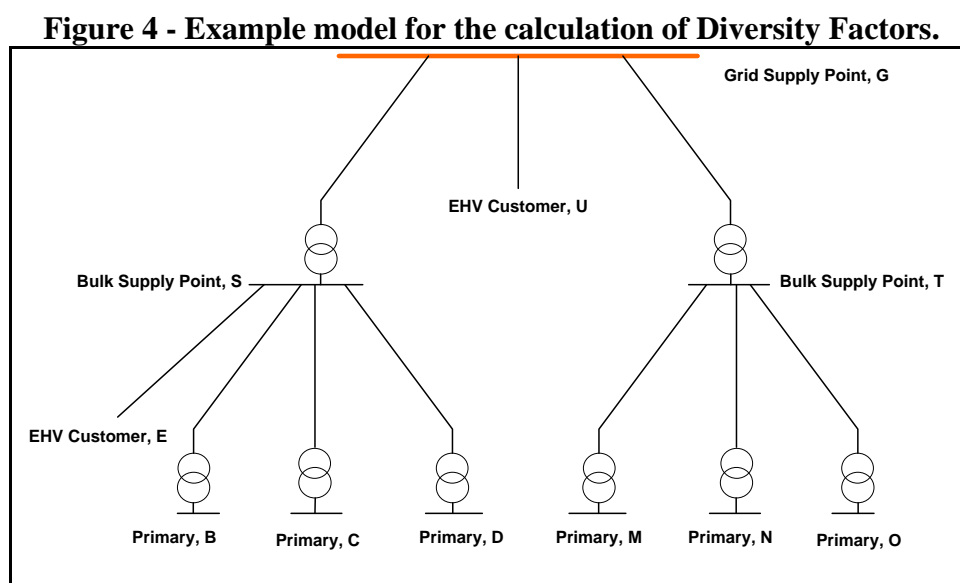 Figure 4 - Example model for the calculation of Diversity Factors.
Grid Supply Point, G
EHV Customer, U
Bulk Supply Point, S
Bulk Supply Point, T
EHV Customer, E
Primary, B
Primary, C
Primary, D
Primary, M
Primary, N
Primary, O